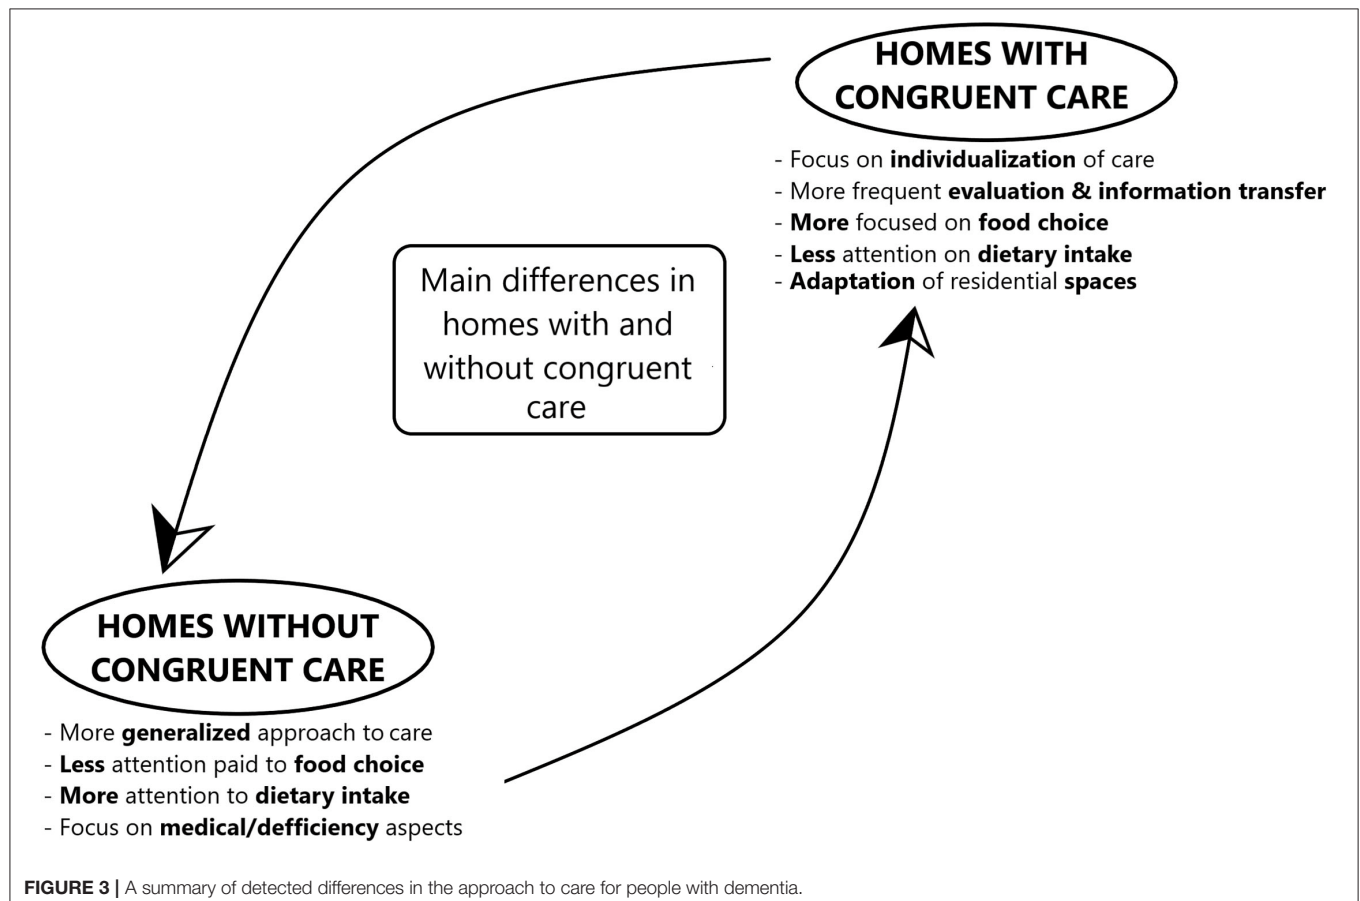 HOMES WITH
CONGRUENT CARE
- Focus on individualization of care
- More frequent evaluation & information transfer
- More focused on food choice
- Less attention on dietary intake
- Adaptation of residential spaces
Main differences in
homes with and
without congruent
care
HOMES WITHOUT
CONGRUENT CARE
- More generalized approach to care
- Less attention paid to food choice
- More attention to dietary intake
- Focus on medical/defficiency aspects
FIGURE 3 | A summary of detected differences in the approach to care for people with dementia.